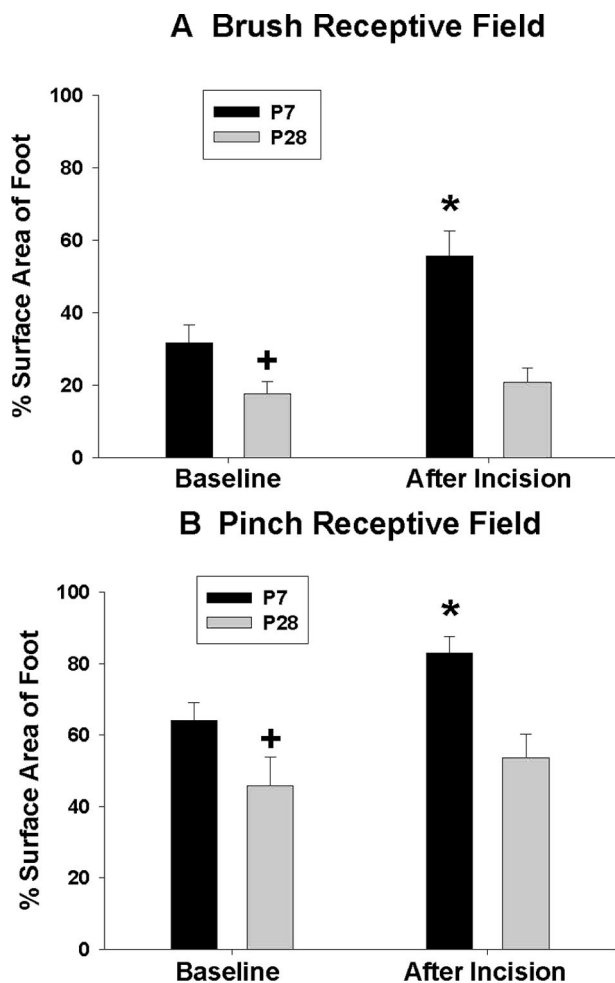 A Brush Receptive Field
% Surface Area of Foot
100
80
60
40
20
0
P7
P28
*
+
Baseline After Incision
B Pinch Receptive Field
% Surface Area of Foot
100
80
60
40
20
0
P7
P28
*
+
Baseline After Incision